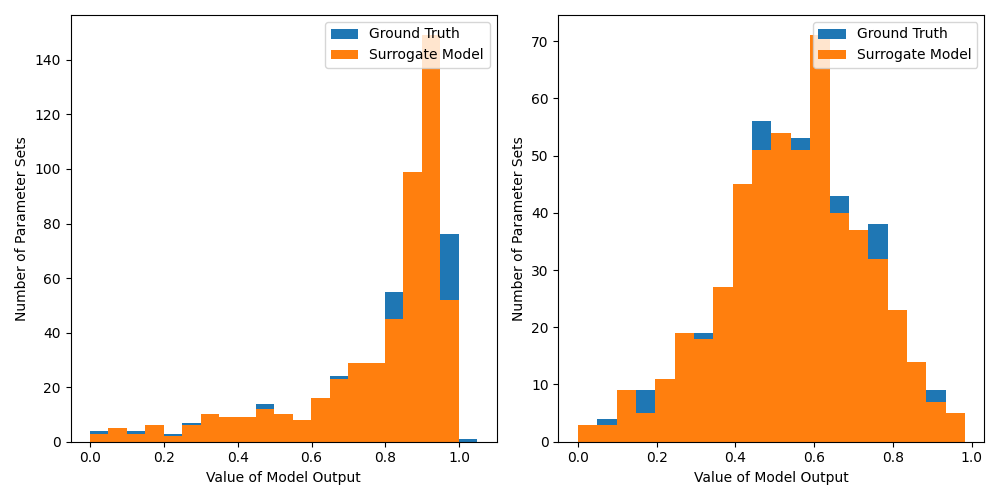 Ground Truth
Surrogate Model
140
120
100
80
60
40
20
0
Number of Parameter Sets
0.0 0.2 0.4 0.6 0.8 1.0
Value of Model Output
Ground Truth
Surrogate Model
70
60
50
40
30
20
10
0
Number of Parameter Sets
0.0 0.2 0.4 0.6 0.8 1.0
Value of Model Output